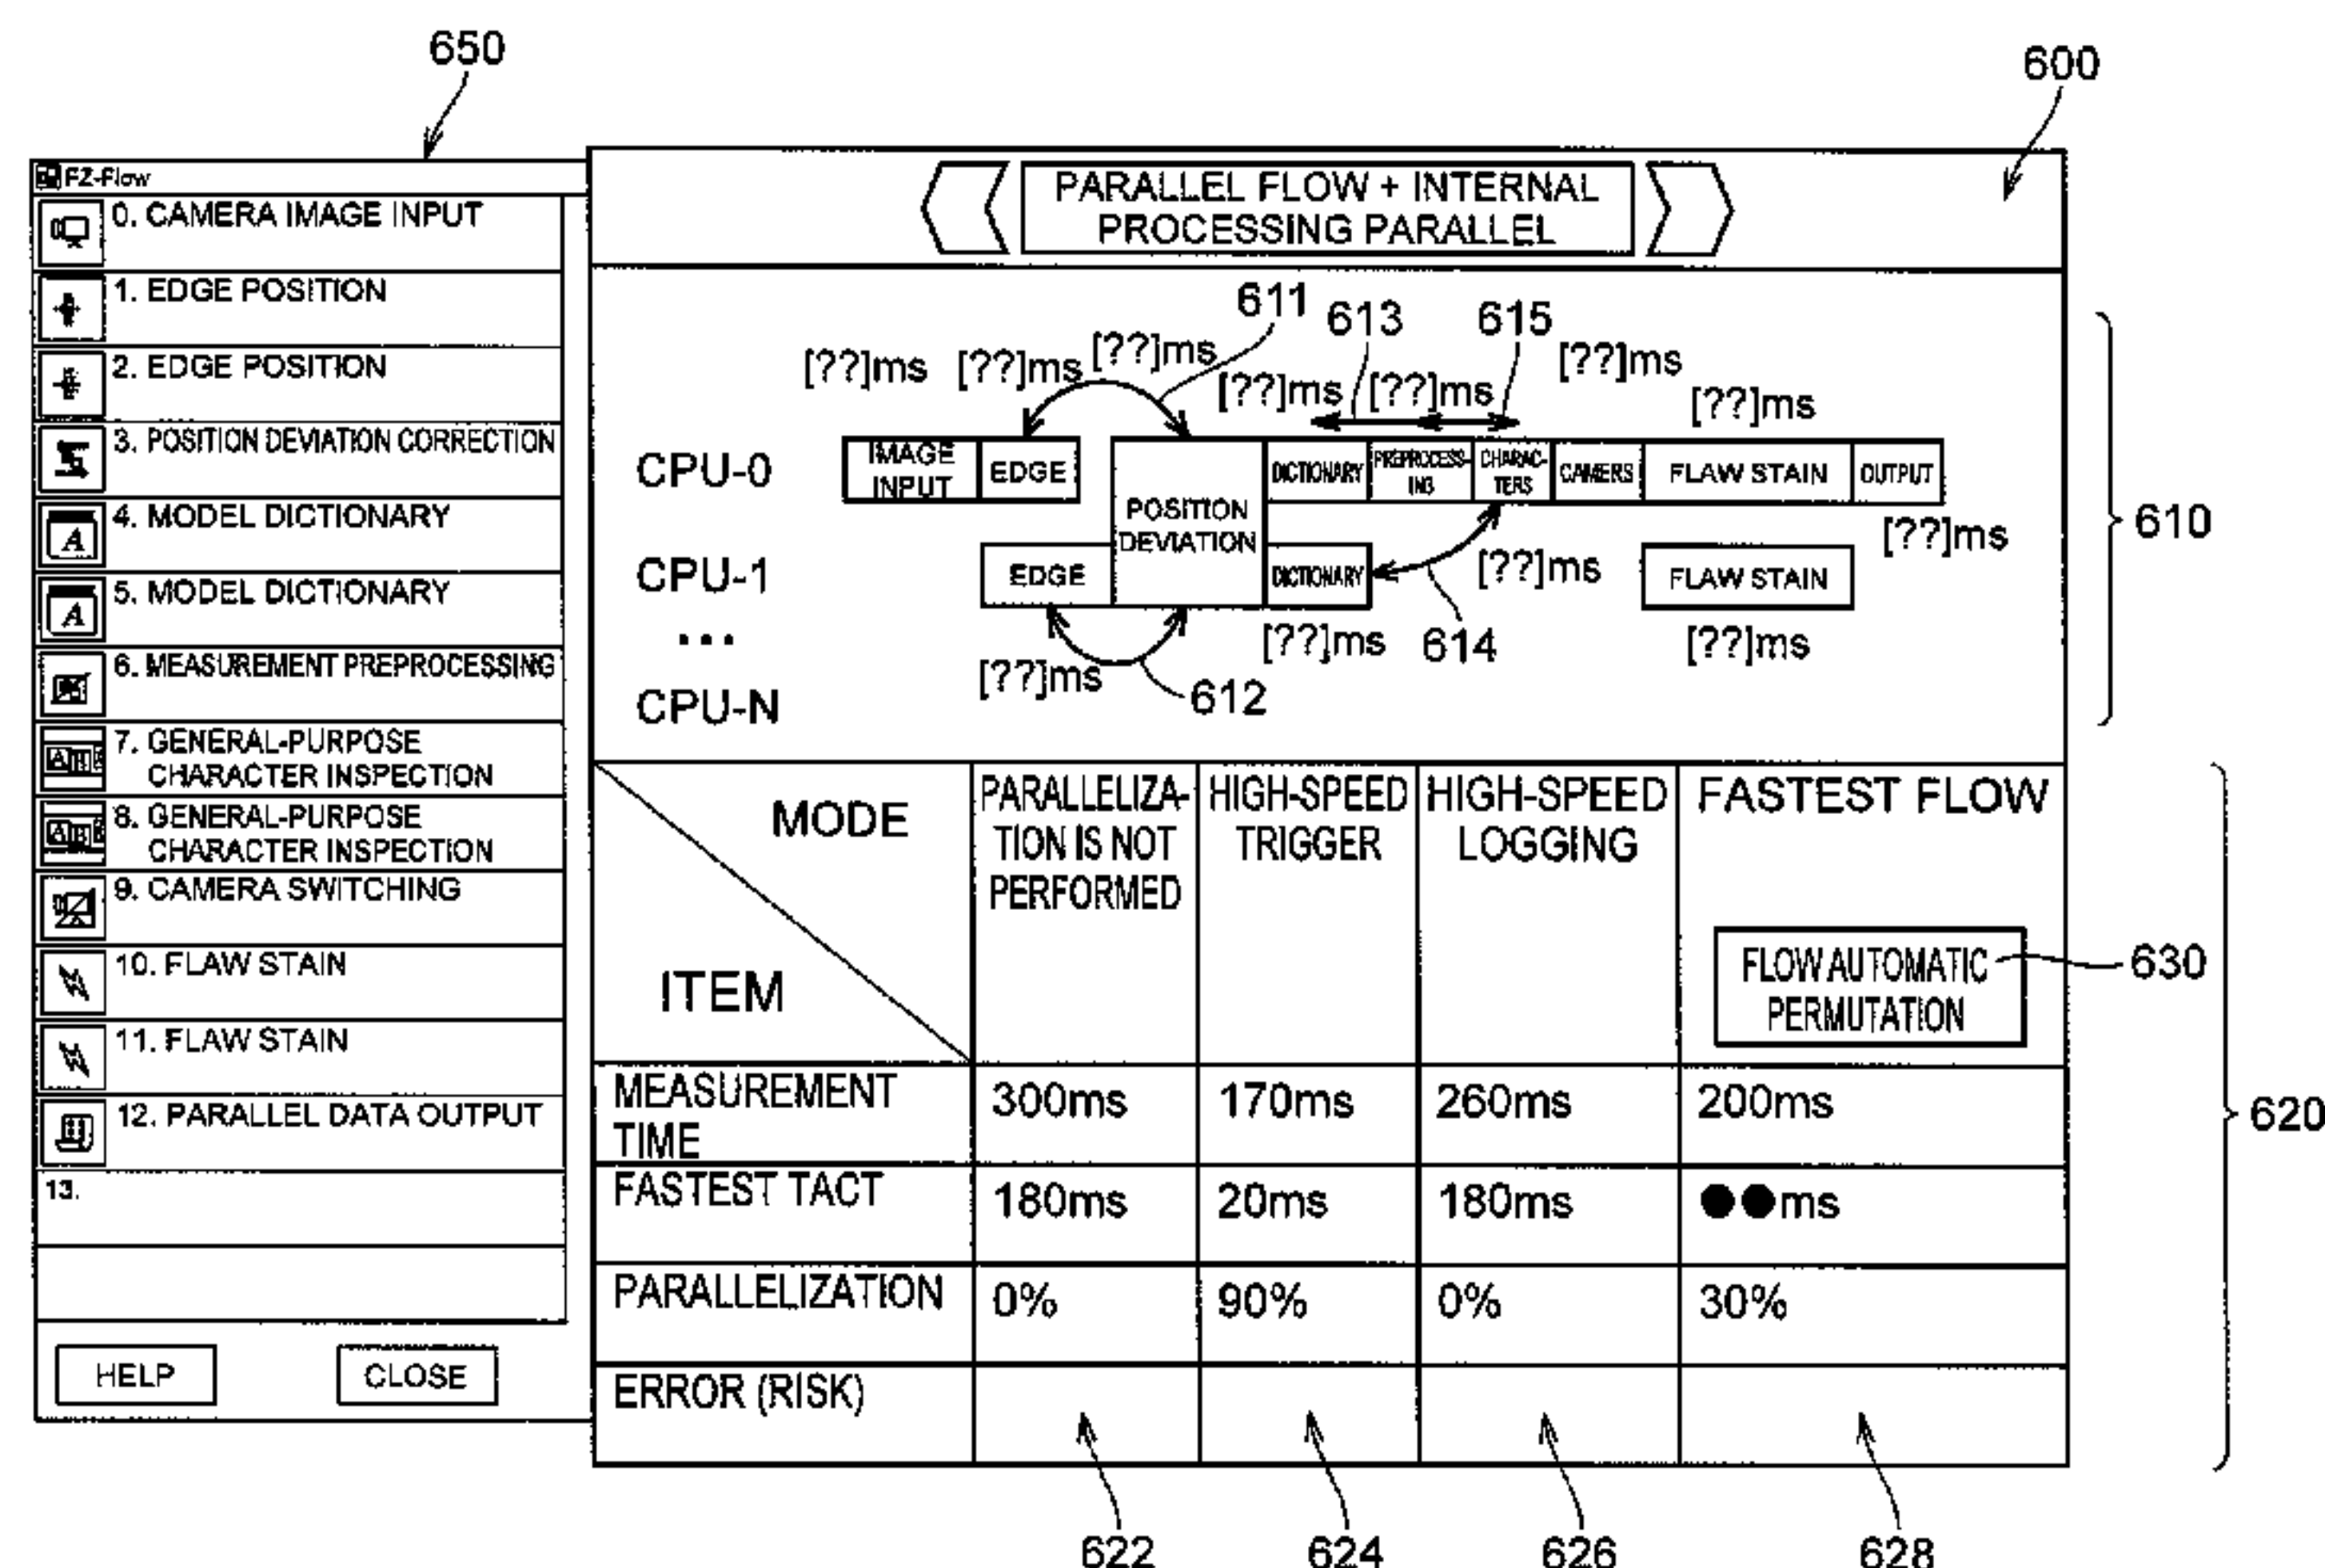 650
600
FZ-Flow
0. CAMERA IMAGE INPUT
1. EDGE POSITION
2. EDGE POSITION
3. POSITION DEVIATION CORRECTION
4. MODEL DICTIONARY
5. MODEL DICTIONARY
6. MEASUREMENT PREPROCESSING
7. GENERAL-PURPOSE
CHARACTER INSPECTION
8. GENERAL-PURPOSE
CHARACTER INSPECTION
9. CAMERA SWITCHING
10. FLAW STAIN
11. FLAW STAIN
12. PARALLEL DATA OUTPUT
13.
HELP CLOSE
PARALLEL FLOW + INTERNAL
PROCESSING PARALLEL
611
613 615
[??]ms [??]ms [??]ms [??]ms
[??]ms [??]ms [??]ms
CPU-0
IMAGE
INPUT
EDGE
POSITION
DEVIATION
DICTIONARY
PREPROCESS-
ING
CHARAC-
TERS
CAMERS
FLAW STAIN
OUTPUT
[??]ms
610
CPU-1
EDGE
DICTIONARY
[??]ms
FLAW STAIN
...
[??]ms
614
[??]ms
[??]ms
612
CPU-N
MODE
ITEM
PARALLELIZA-
TION IS NOT
PERFORMED
HIGH-SPEED
TRIGGER
HIGH-SPEED
LOGGING
FASTEST FLOW
FLOW AUTOMATIC
PERMUTATION
630
MEASUREMENT
TIME
300ms 170ms 260ms 200ms
620
FASTEST TACT 180ms 20ms 180ms ●●ms
PARALLELIZATION 0% 90% 0% 30%
ERROR (RISK)
622 624 626 628